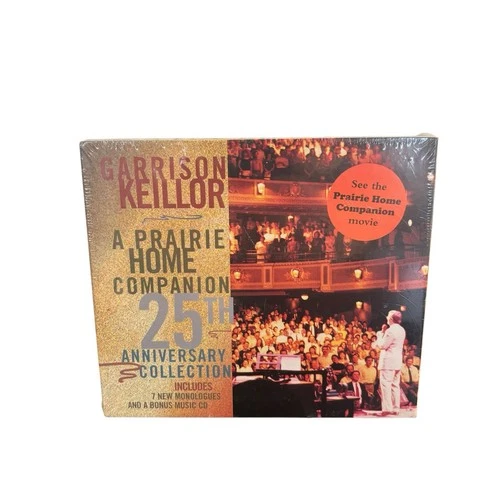 GARRISON
KEILLOR
A PRAIRIE
HOME
COMPANION
25TH
ANNIVERSARY
COLLECTION
INCLUDES
7 NEW MONOLOGUES
AND A BONUS MUSIC CD
See the
Prairie Home
Companion
movie